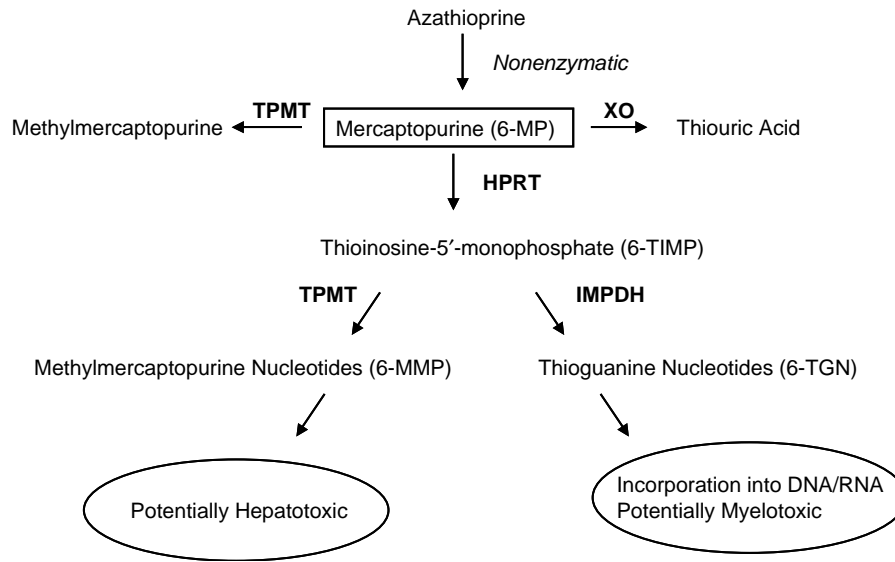 Azathioprine
Nonenzymatic
TPMT
XO
Methylmercaptopurine
Mercaptopurine (6-MP)
Thiouric Acid
HPRT
Thioinosine-5′-monophosphate (6-TIMP)
TPMT
IMPDH
Methylmercaptopurine Nucleotides (6-MMP)
Thioguanine Nucleotides (6-TGN)
Potentially Hepatotoxic
Incorporation into DNA/RNA
Potentially Myelotoxic